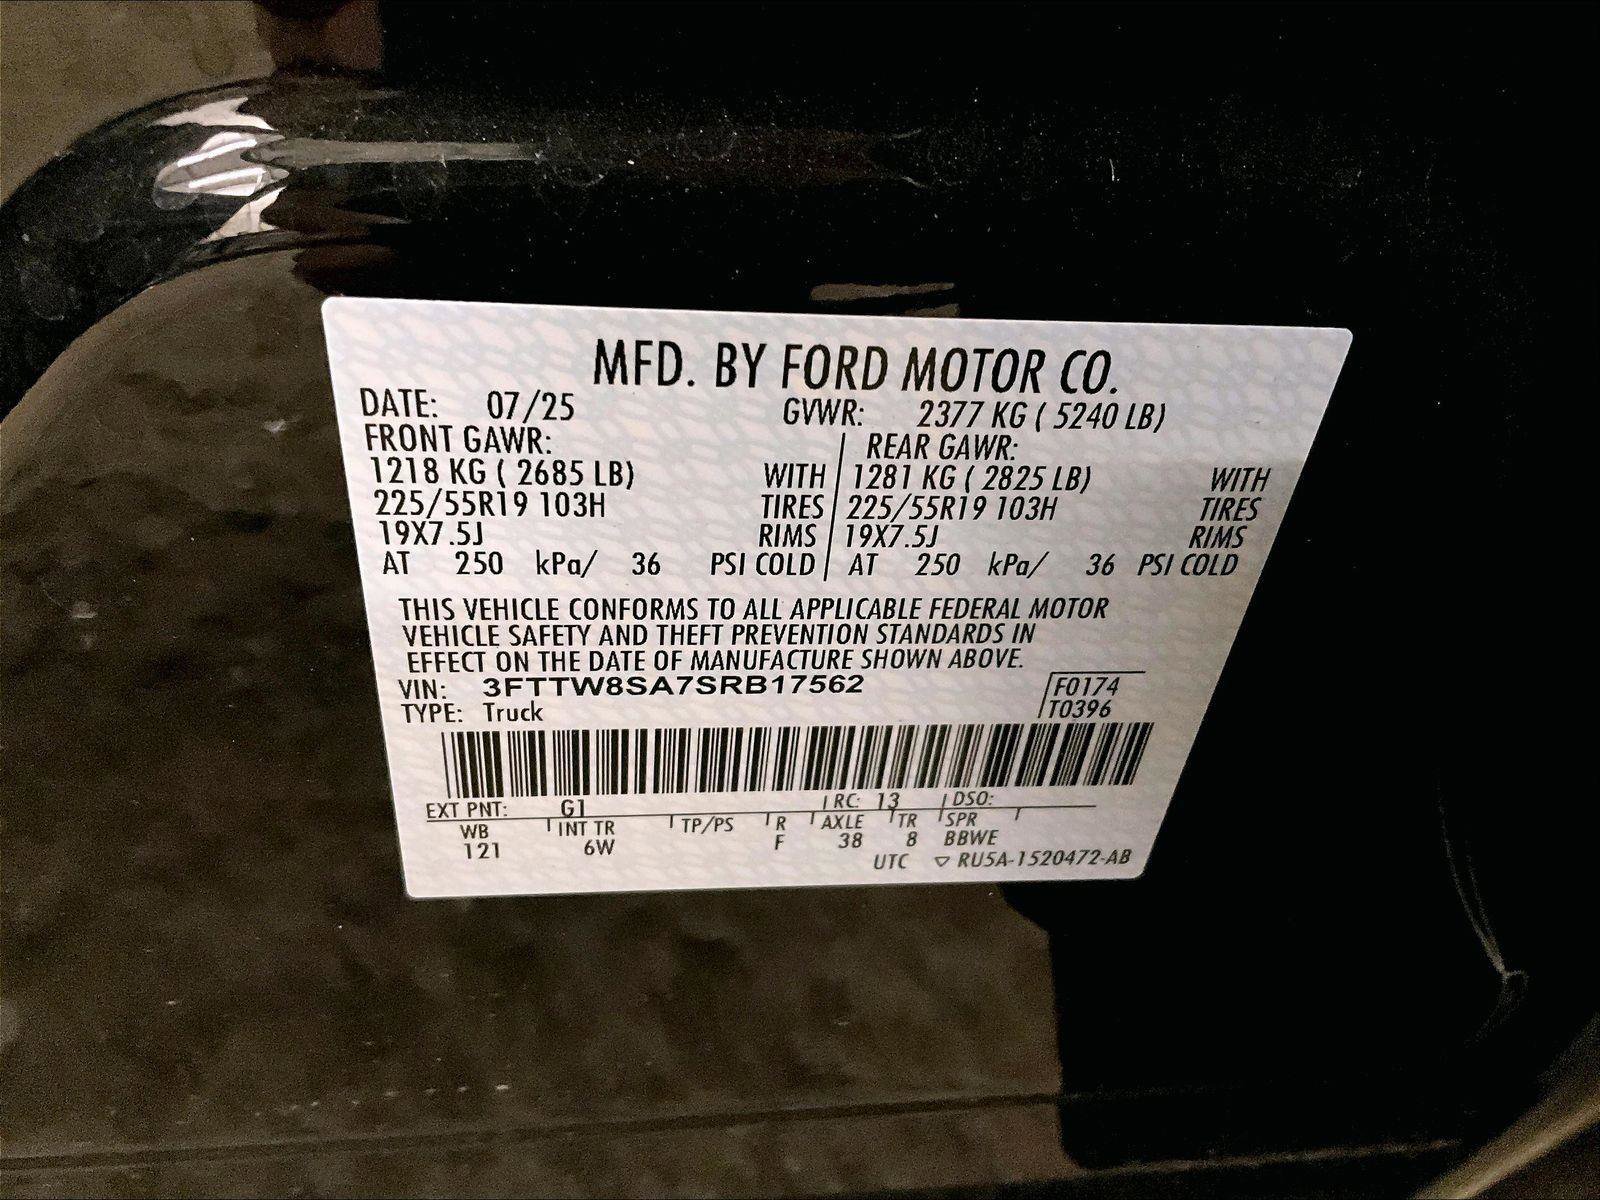 MFD. BY FORD MOTOR CO.
DATE: 07/25 GVWR: 2377 KG ( 5240 LB)
FRONT GAWR: REAR GAWR:
1218 KG ( 2685 LB) WITH 1281 KG ( 2825 LB) WITH
225/55R19 103H TIRES 225/55R19 103H TIRES
19X7.5J RIMS 19X7.5J RIMS
AT 250 kPa/ 36 PSI COLD AT 250 kPa/ 36 PSI COLD
THIS VEHICLE CONFORMS TO ALL APPLICABLE FEDERAL MOTOR
VEHICLE SAFETY AND THEFT PREVENTION STANDARDS IN
EFFECT ON THE DATE OF MANUFACTURE SHOWN ABOVE.
VIN: 3FTTW8SA7SRB17562 F0174
TYPE: Truck T0396
EXT PNT: G1 RC: 13 DSO:
WB INT TR TP/PS R AXLE TR SPR
121 6W F 38 8 BBWE
UTC ▽ RU5A-1520472-AB